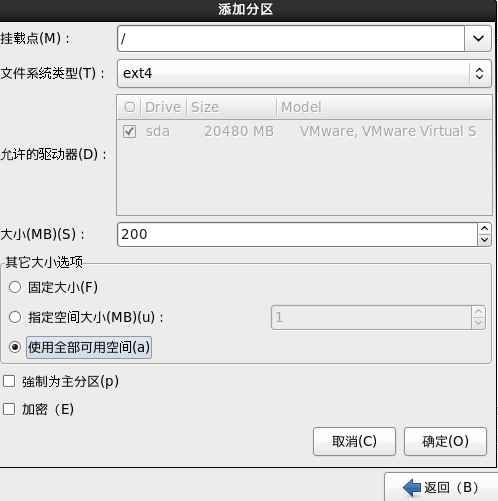 添加分区
挂载点(M)：
/
文件系统类型(T)：
ext4
Drive Size Model
允许的驱动器(D)：
sda 20480 MB VMware, VMware Virtual S
大小(MB)(S)：
200
其它大小选项
固定大小(F)
指定空间大小(MB)(u)：
1
使用全部可用空间(a)
強制为主分区(p)
加密（E)
取消(C) 确定(O)
返回（B）